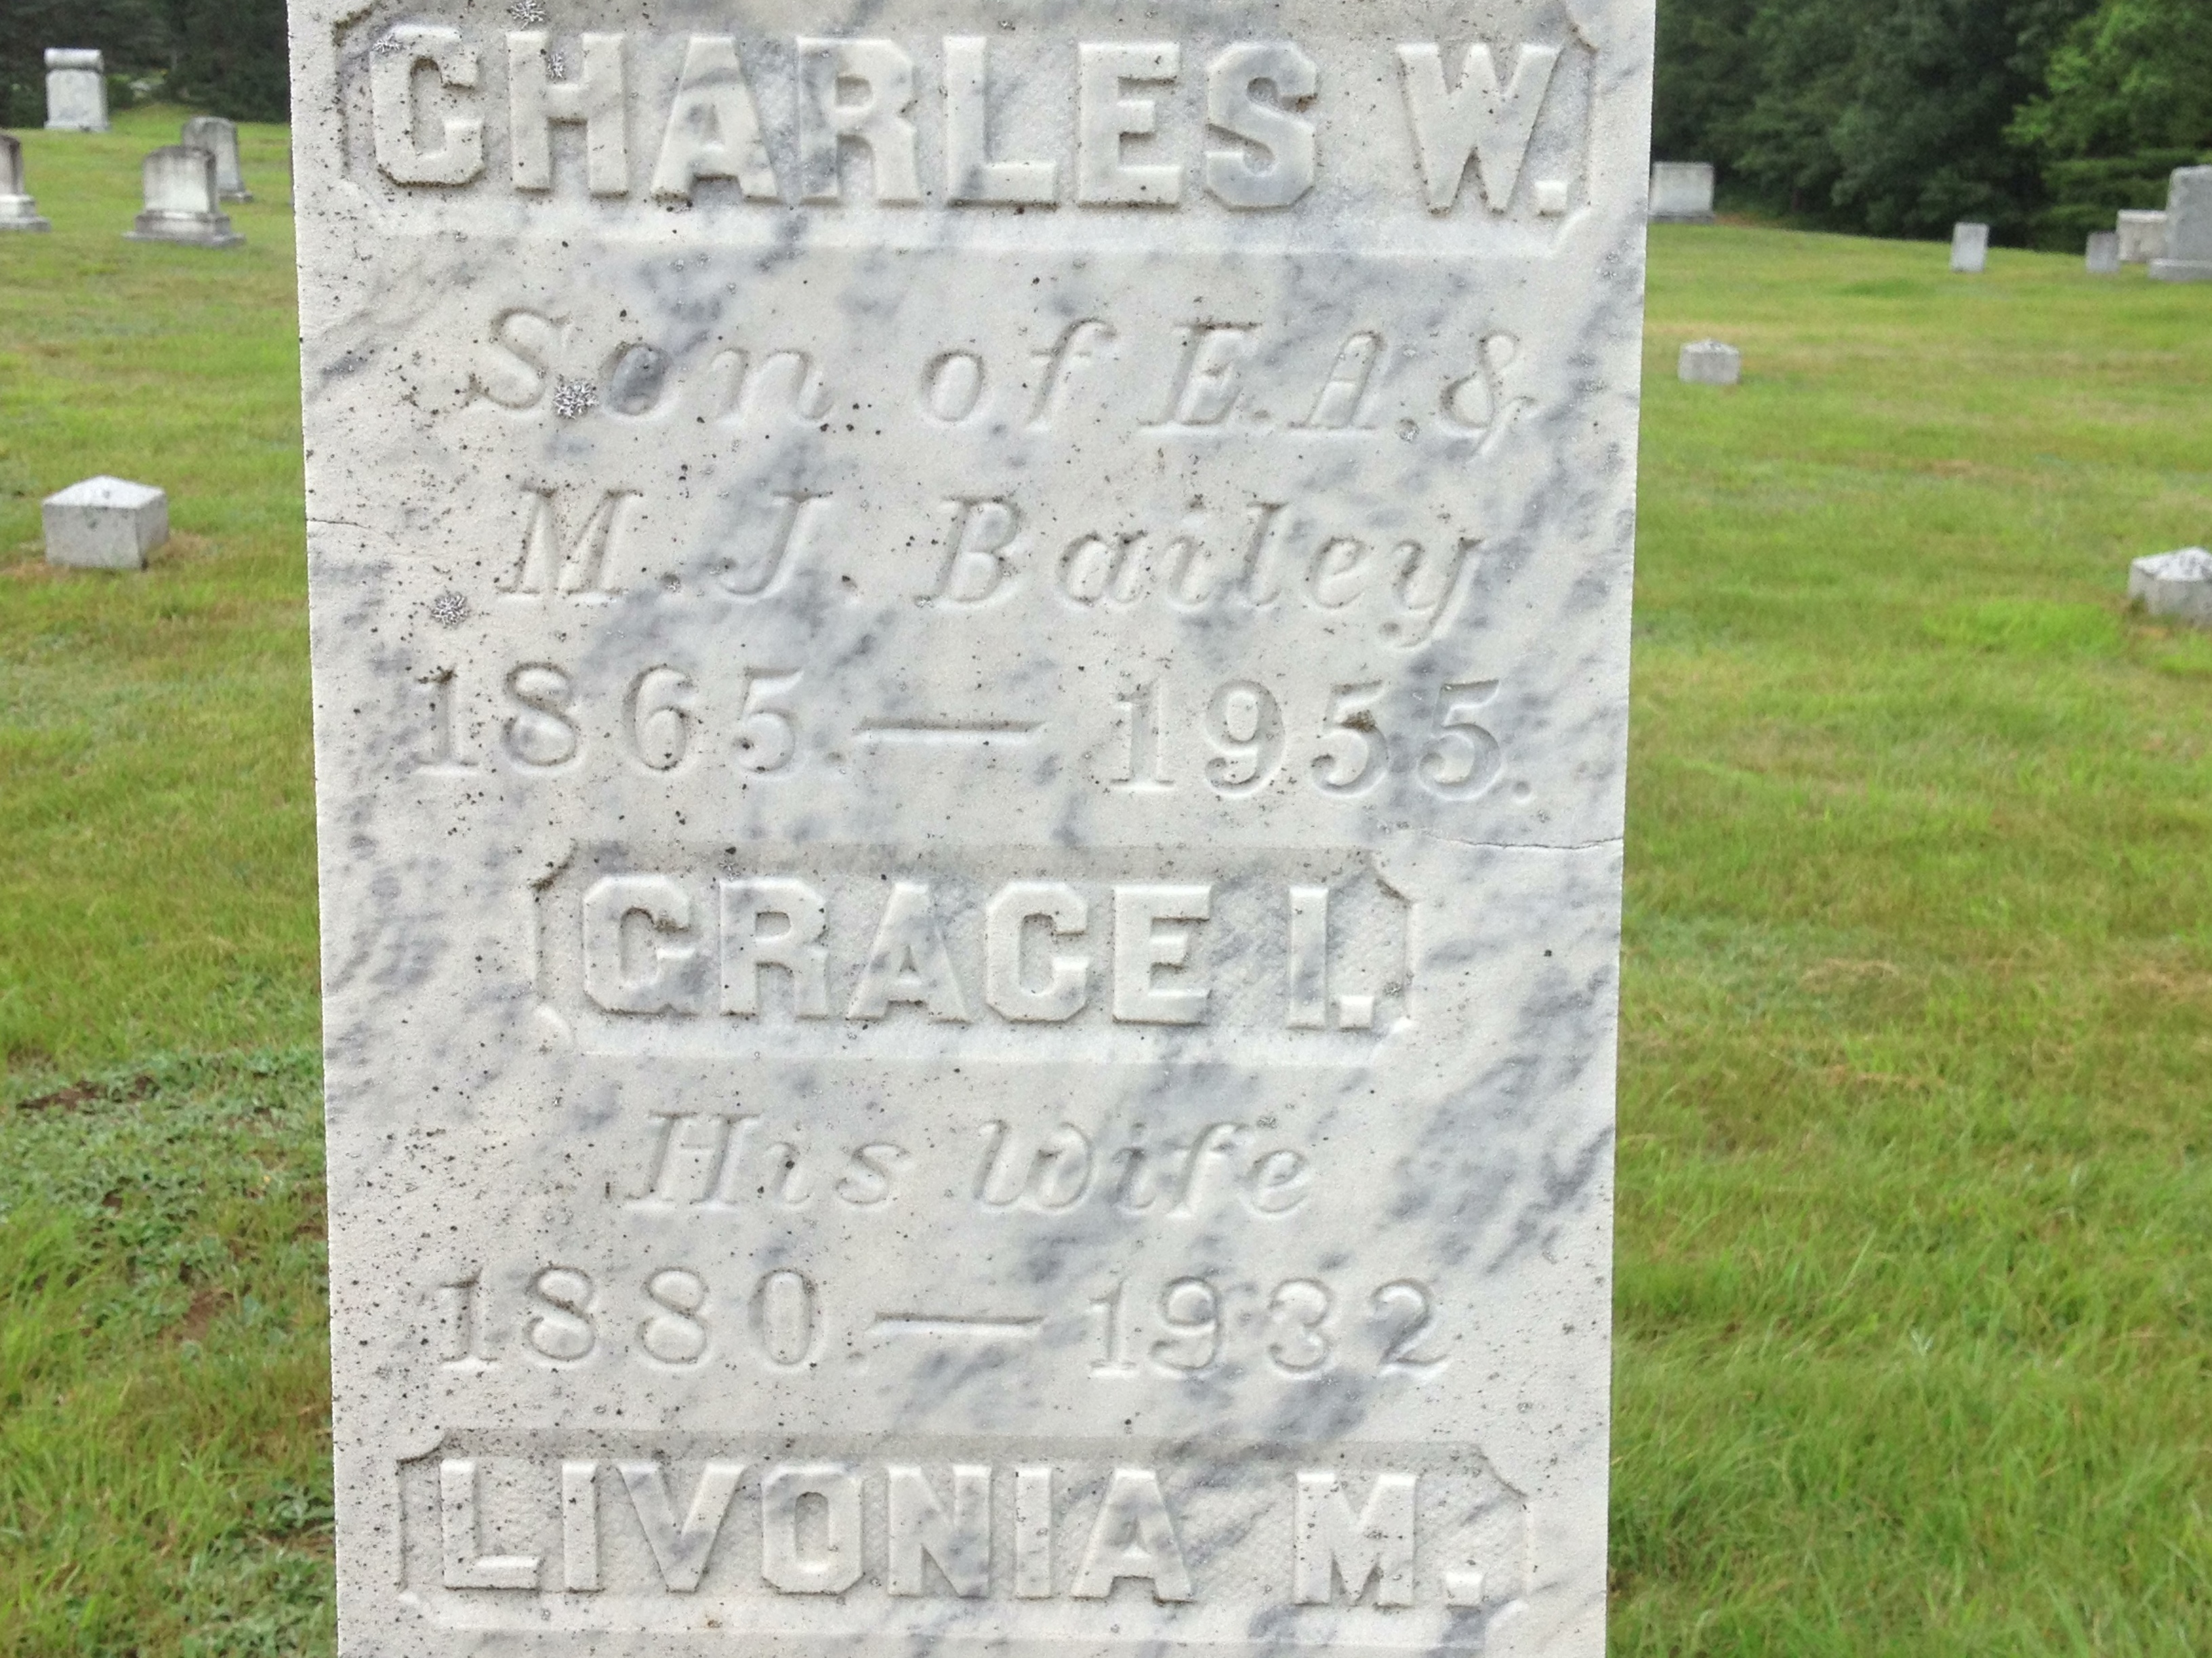 CHARLES W.
Son of E. A. &
M. J. Bailey
1865. — 1955.
GRACE I.
His wife
1880. — 1932
LIVONIA M.